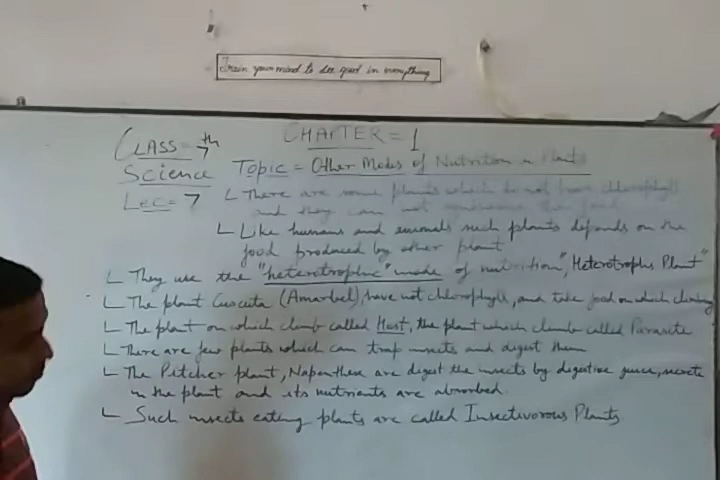 Train your mind to see good in everything
CHAPTER = 1
CLASS = 7th
Science Topic = Other Modes of Nutrition in Plants
Lec = 7
There are some plants which do not have chlorophyll
and they can not the food
Like humans and animals such plants depends on the
food produced by other plant
They use the "heterotrophic" mode of nutrition, "Heterotrophs Plant"
The plant Cuscuta (Amarbel), have not chlorophyll, and take food on which climbing
The plant on which climb called Host, the plant which climb called Parasite
There are few plants which can trap insects and digest them
The Pitcher plant, Napenthese are digest the insects by digestive juice, secrete
in the plant and its nutrients are absorbed.
Such insects eating plants are called Insectivorous Plants